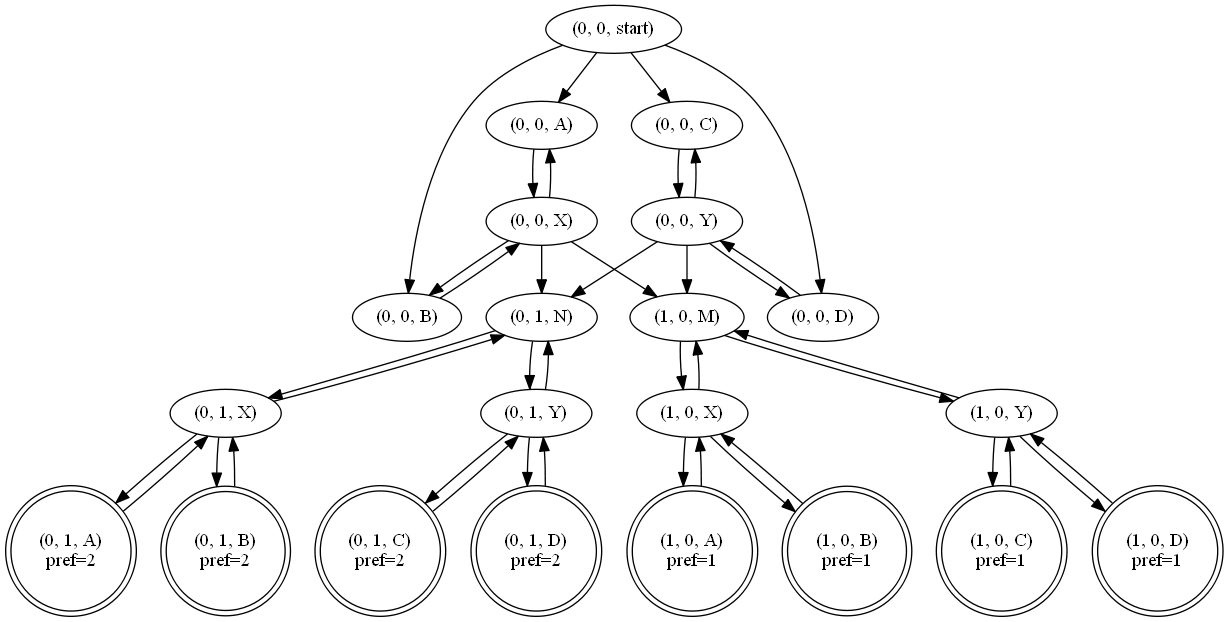 (0, 0, start)
(0, 0, A)
(0, 0, C)
(0, 0, X)
(0, 0, Y)
(0, 0, B)
(0, 1, N)
(1, 0, M)
(0, 0, D)
(0, 1, X)
(0, 1, Y)
(1, 0, X)
(1, 0, Y)
(0, 1, A)
pref=2
(0, 1, B)
pref=2
(0, 1, C)
pref=2
(0, 1, D)
pref=2
(1, 0, A)
pref=1
(1, 0, B)
pref=1
(1, 0, C)
pref=1
(1, 0, D)
pref=1